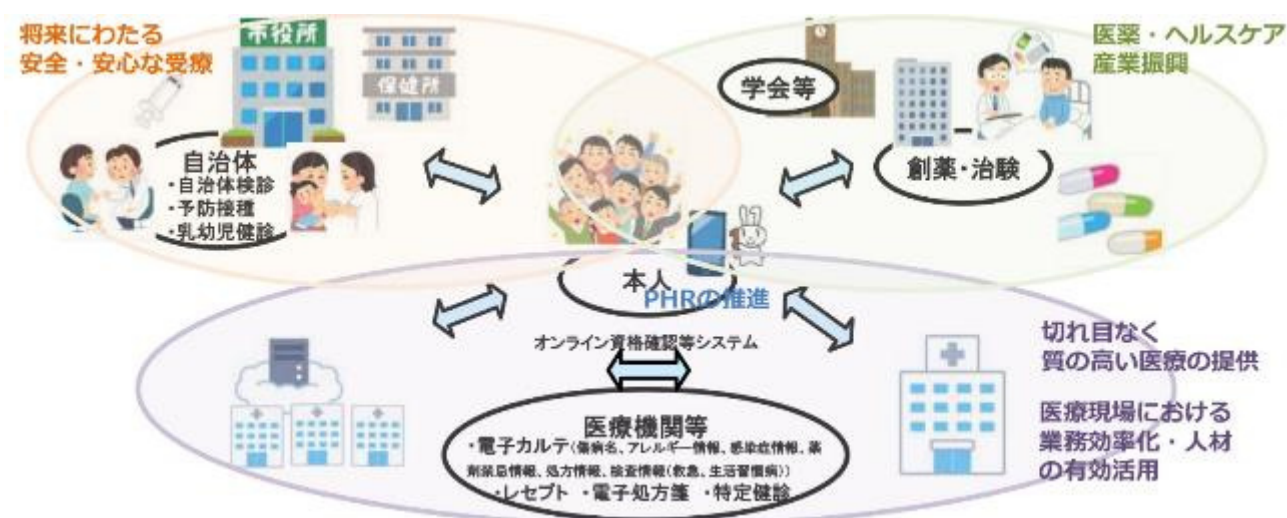 将来にわたる
安全・安心な受療
市役所
保健所
学会等
医薬・ヘルスケア
産業振興
自治体
・自治体検診
・予防接種
・乳幼児健診
創薬・治験
本人
PHRの推進
オンライン資格確認等システム
切れ目なく
質の高い医療の提供
医療機関等
・電子カルテ(傷病名、アレルギー情報、感染症情報、薬
剤禁忌情報、処方情報、検査情報(救急、生活習慣病))
・レセプト ・電子処方箋 ・特定健診
医療現場における
業務効率化・人材
の有効活用